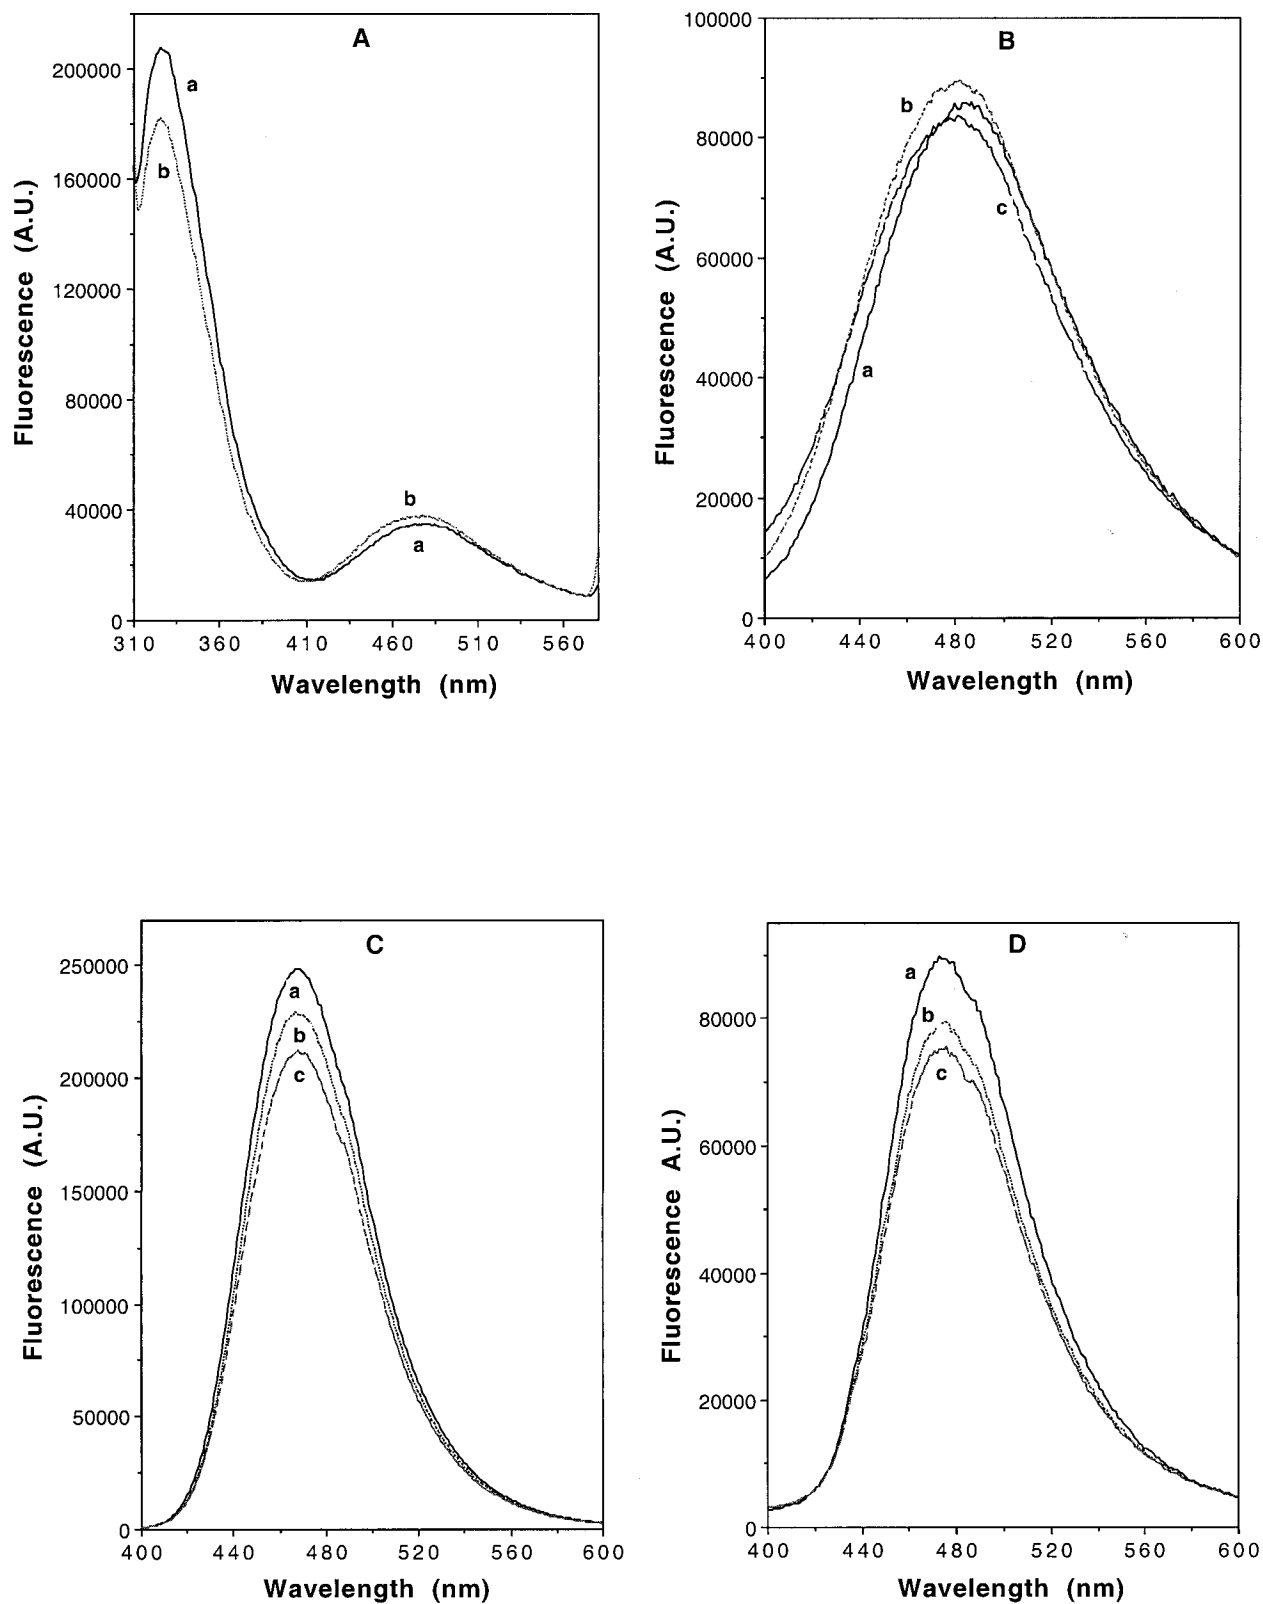 A
Fluorescence (A.U.)
200000
160000
120000
80000
40000
0
a
b
b
a
310 360 410 460 510 560
Wavelength (nm)
B
Fluorescence (A.U.)
100000
80000
60000
40000
20000
0
b
c
a
400 440 480 520 560 600
Wavelength (nm)
C
Fluorescence (A.U.)
250000
200000
150000
100000
50000
0
a
b
c
400 440 480 520 560 600
Wavelength (nm)
D
Fluorescence A.U.)
80000
60000
40000
20000
0
a
b
c
400 440 480 520 560 600
Wavelength (nm)